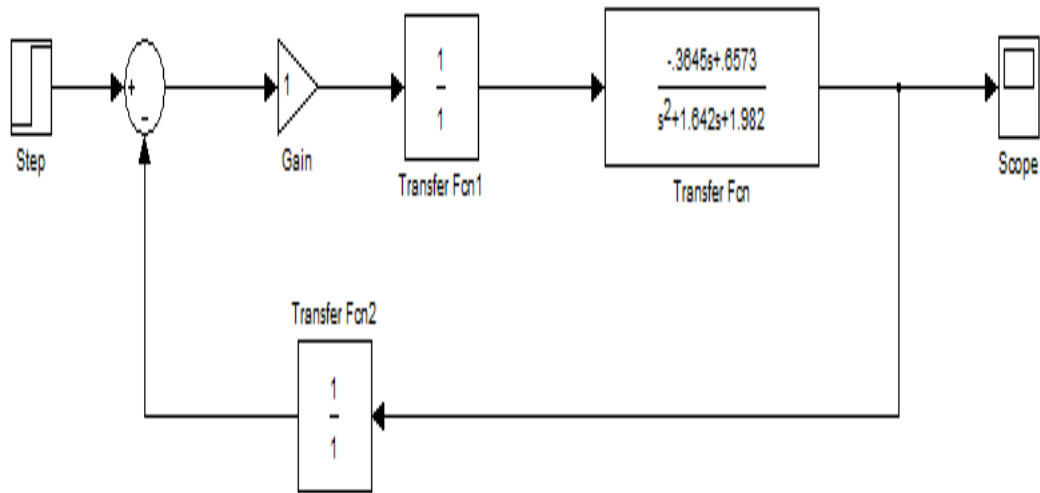 Step
+
-
1
Gain
1
1
Transfer Fcn1
-.3645s+.6573
s2+1.642s+1.982
Transfer Fcn
Scope
Transfer Fcn2
1
1